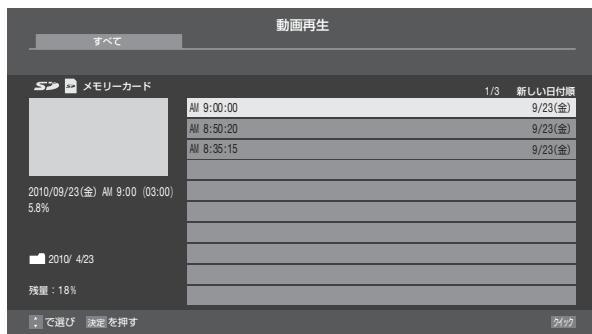 動画再生
すべて
SD メモリーカード
1/3 新しい日付順
AM 9:00:00 9/23(金)
AM 8:50:20 9/23(金)
AM 8:35:15 9/23(金)
2010/09/23(金) AM 9:00 (03:00)
5.8%
2010/ 4/23
残量：18%
で選び 決定 を押す
クイック